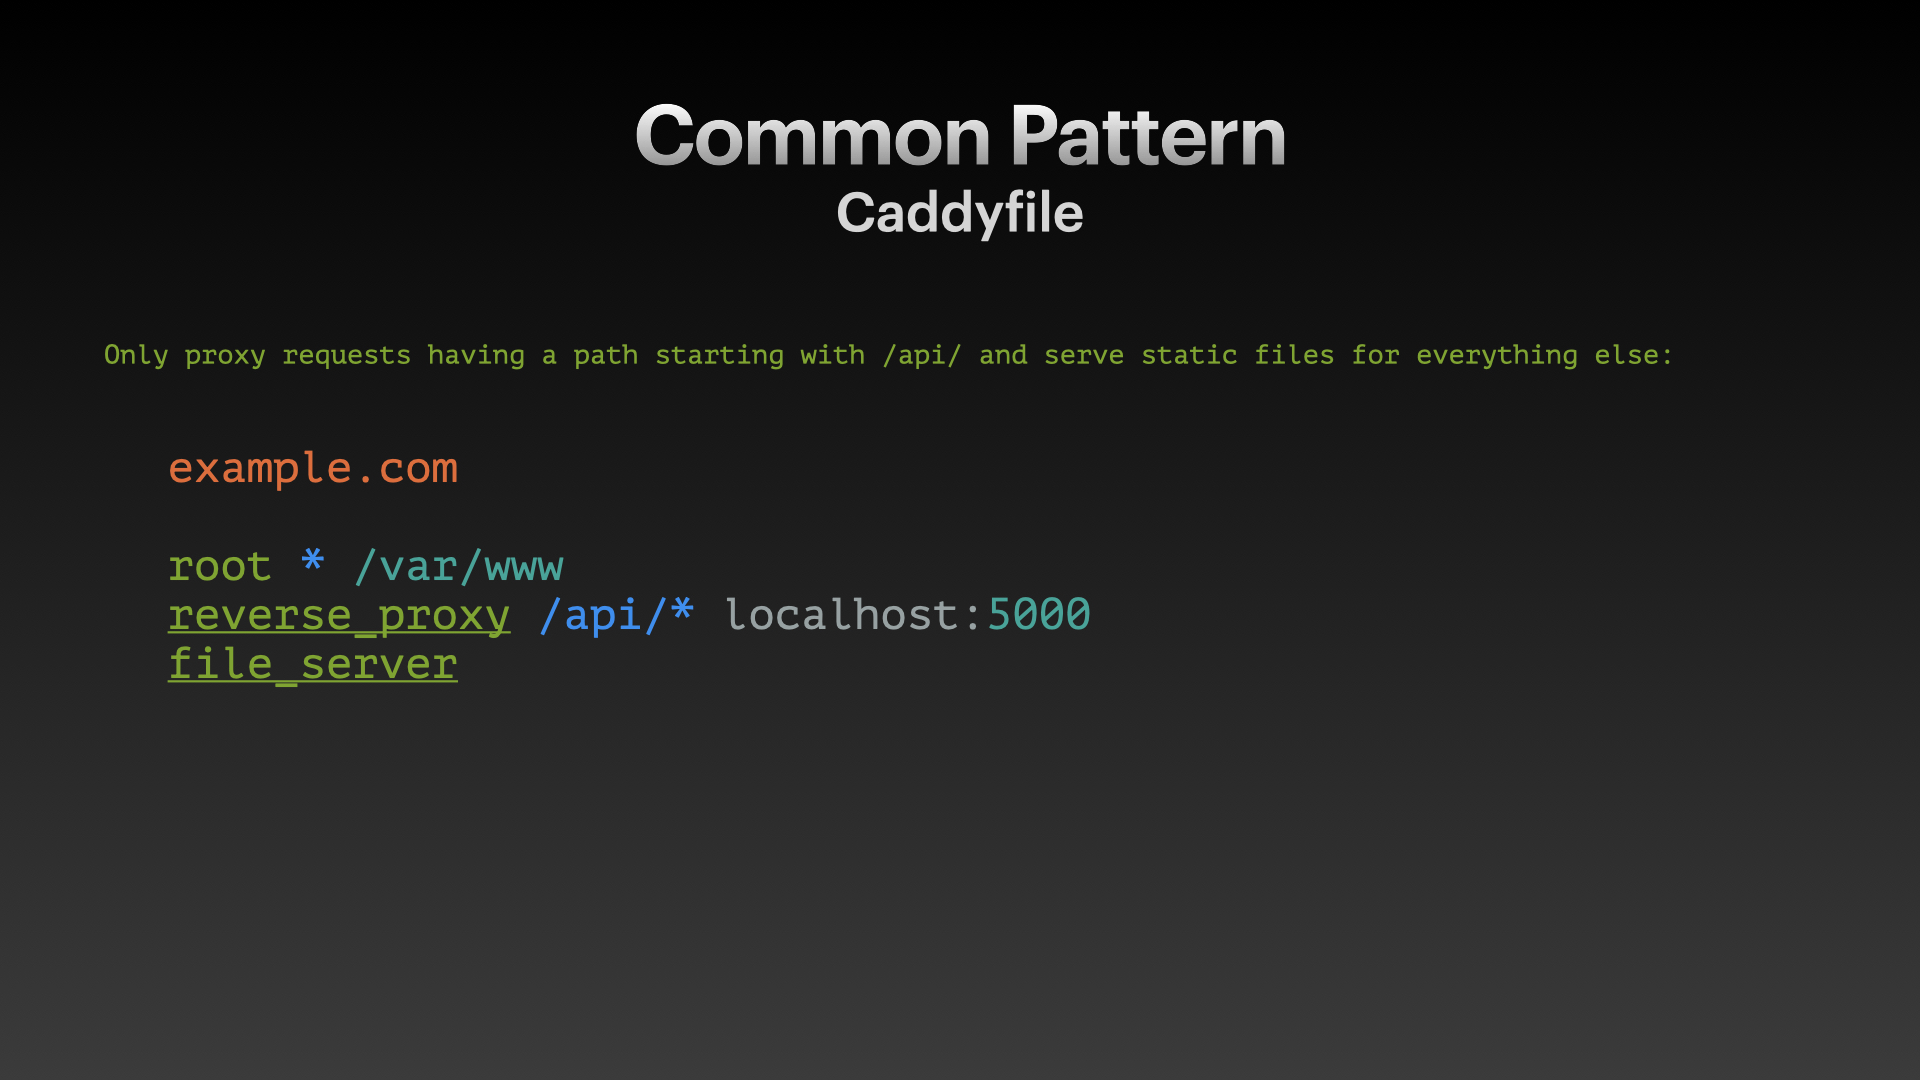 Common Pattern
Caddyfile
Only proxy requests having a path starting with /api/ and serve static files for everything else:
example.com
root * /var/www
reverse_proxy /api/* localhost:5000
file_server